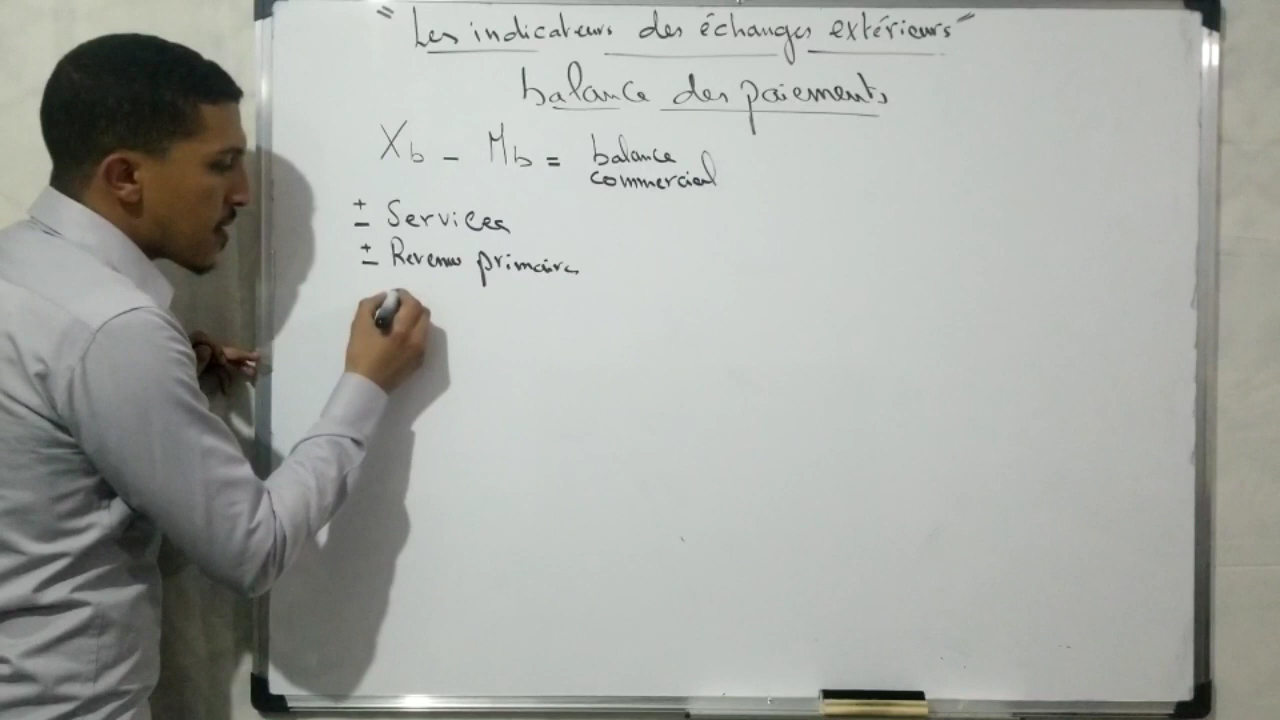 "Les indicateurs des échanges extérieurs"
balance des paiements
Xb - Mb = balance
commercial
± Services
± Revenu primaire